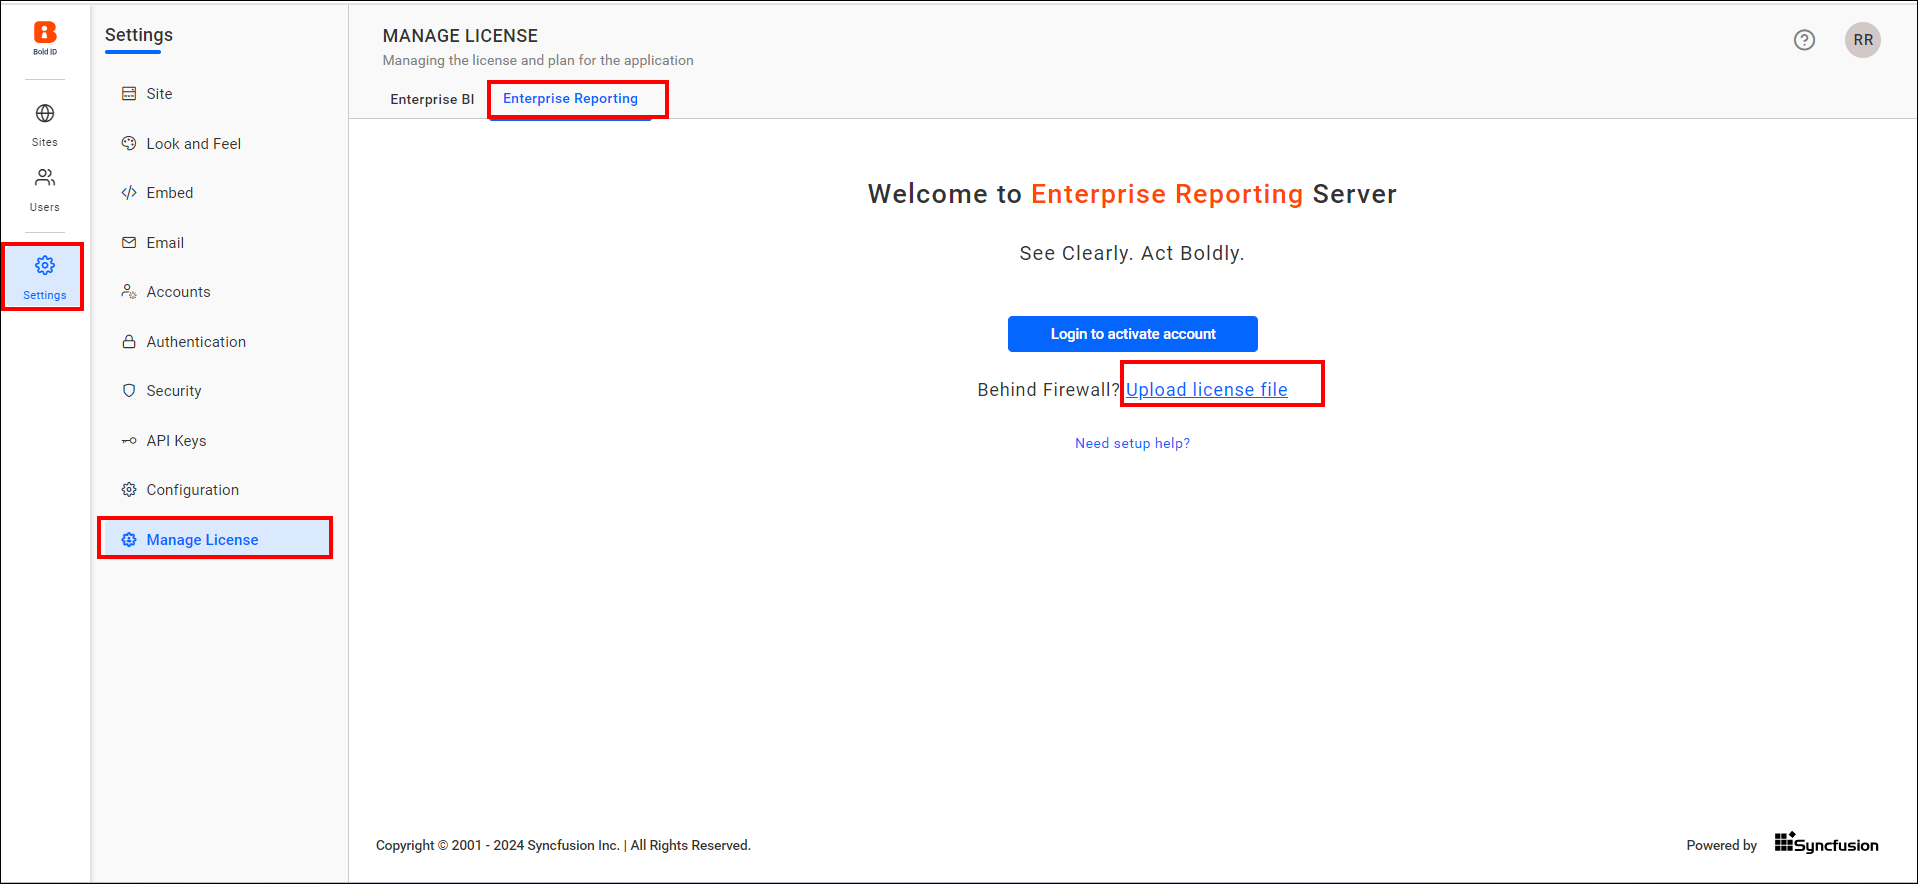 Bold ID
Sites
Users
Settings
Settings
Site
Look and Feel
Embed
Email
Accounts
Authentication
Security
API Keys
Configuration
Manage License
MANAGE LICENSE
Managing the license and plan for the application
RR
Enterprise BI
Enterprise Reporting
Welcome to Enterprise Reporting Server
See Clearly. Act Boldly.
Login to activate account
Behind Firewall? Upload license file
Need setup help?
Copyright © 2001 - 2024 Syncfusion Inc. | All Rights Reserved.
Powered by Syncfusion